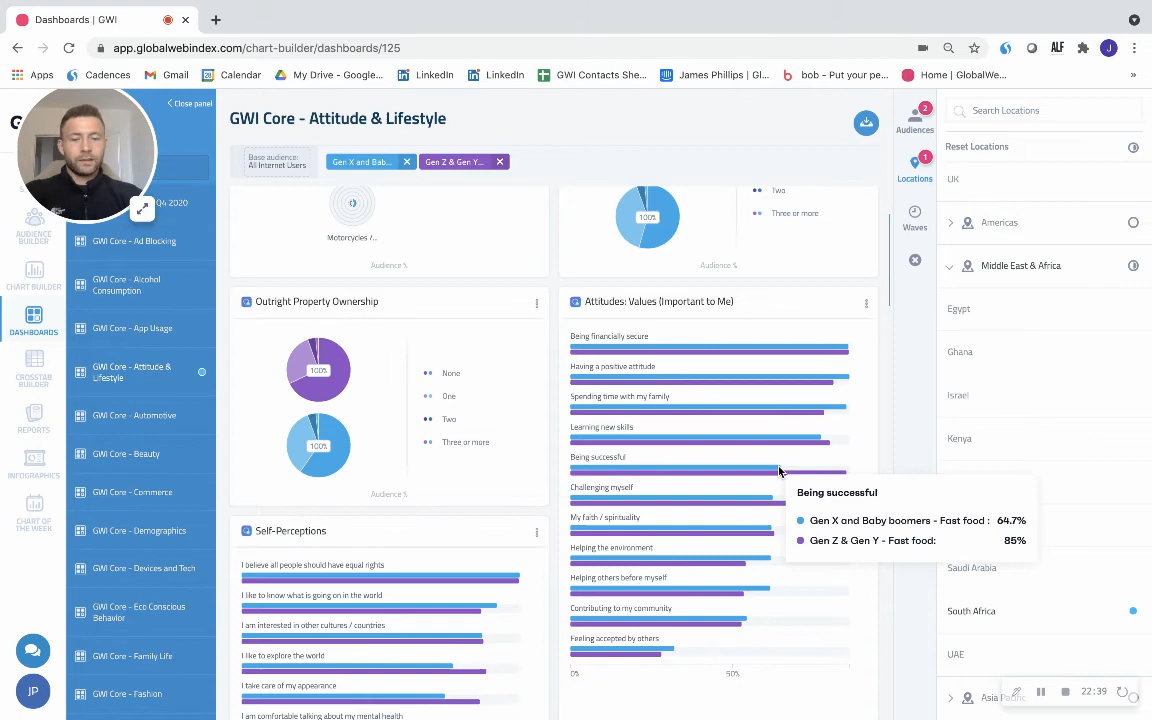 Dashboards | GWI
app.globalwebindex.com/chart-builder/dashboards/125
Apps
Cadences
Gmail
Calendar
My Drive - Google...
LinkedIn
LinkedIn
GWI Contacts She...
James Phillips | Gl...
bob - Put your pe...
Home | GlobalWe...
»
ALF
J
Close panel
Q4 2020
AUDIENCE
BUILDER
CHART BUILDER
DASHBOARDS
CROSSTAB
BUILDER
REPORTS
INFOGRAPHICS
CHART OF
THE WEEK
JP
GWI Core - Ad Blocking
GWI Core - Alcohol
Consumption
GWI Core - App Usage
GWI Core - Attitude &
Lifestyle
GWI Core - Automotive
GWI Core - Beauty
GWI Core - Commerce
GWI Core - Demographics
GWI Core - Devices and Tech
GWI Core - Eco Conscious
Behavior
GWI Core - Family Life
GWI Core - Fashion
GWI Core - Attitude & Lifestyle
Base audience:
All Internet Users
Gen X and Bab...
Gen Z & Gen Y...
Motorcycles /...
Audience %
100%
Two
Three or more
Audience %
Outright Property Ownership
100%
100%
None
One
Two
Three or more
Audience %
Self-Perceptions
I believe all people should have equal rights
I like to know what is going on in the world
I am interested in other cultures / countries
I like to explore the world
I take care of my appearance
I am comfortable talking about my mental health
Attitudes: Values (Important to Me)
Being financially secure
Having a positive attitude
Spending time with my family
Learning new skills
Being successful
Challenging myself
My faith / spirituality
Helping the environment
Helping others before myself
Contributing to my community
Feeling accepted by others
0%
50%
Being successful
Gen X and Baby boomers - Fast food : 64.7%
Gen Z & Gen Y - Fast food: 85%
2
Audiences
1
Locations
Waves
Search Locations
Reset Locations
UK
Americas
Middle East & Africa
Egypt
Ghana
Israel
Kenya
Saudi Arabia
South Africa
UAE
Asia Pacific
22:39